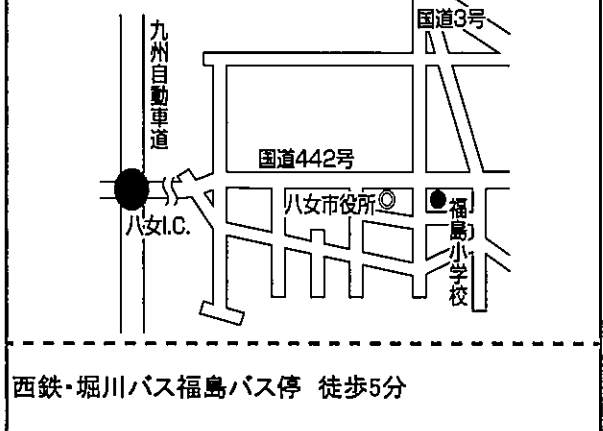 国道3号
九州自動車道
国道442号
八女市役所
福島小学校
八女I.C.
西鉄・堀川バス福島バス停 徒歩5分